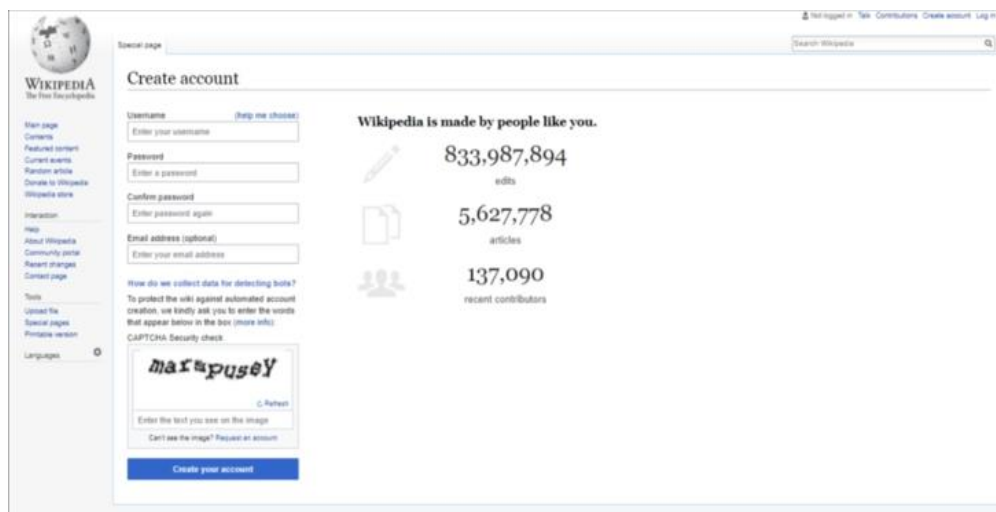 Not logged in Talk Contributions Create account Log in
Special page
Search Wikipedia
WIKIPEDIA
The Free Encyclopedia
Create account
Main page
Contents
Featured content
Current events
Random article
Donate to Wikipedia
Wikipedia store
Interaction
Help
About Wikipedia
Community portal
Recent changes
Contact page
Tools
Upload file
Special pages
Printable version
Languages
Username (help me choose)
Enter your username
Password
Enter a password
Confirm password
Enter password again
Email address (optional)
Enter your email address
How do we collect data for detecting bots?
To protect the wiki against automated account
creation, we kindly ask you to enter the words
that appear below in the box (more info):
CAPTCHA Security check
Refresh
Enter the text you see on the image
Can't see the image? Request an account
Create your account
Wikipedia is made by people like you.
833,987,894
edits
5,627,778
articles
137,090
recent contributors